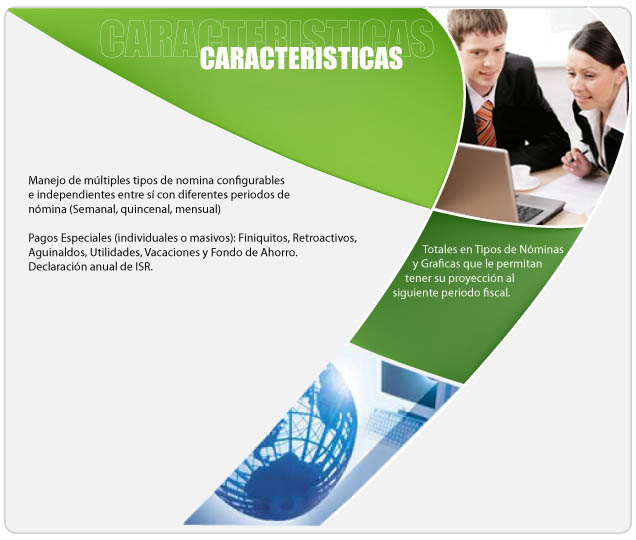 CARACTERISTICAS
CARACTERISTICAS
Manejo de múltiples tipos de nomina configurables
e independientes entre sí con diferentes periodos de
nómina (Semanal, quincenal, mensual)
Pagos Especiales (individuales o masivos): Finiquitos, Retroactivos,
Aguinaldos, Utilidades, Vacaciones y Fondo de Ahorro.
Declaración anual de ISR.
Totales en Tipos de Nóminas
y Graficas que le permitan
tener su proyección al
siguiente periodo fiscal.